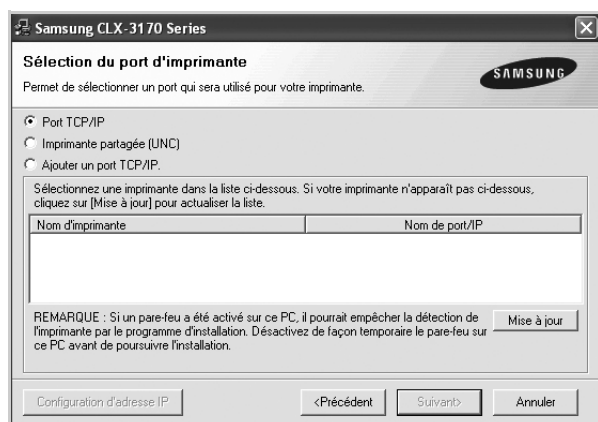 Samsung CLX-3170 Series
Sélection du port d'imprimante
Permet de sélectionner un port qui sera utilisé pour votre imprimante.
SAMSUNG
Port TCP/IP
Imprimante partagée (UNC)
Ajouter un port TCP/IP.
Sélectionnez une imprimante dans la liste ci-dessous. Si votre imprimante n'apparaît pas ci-dessous,
cliquez sur [Mise à jour] pour actualiser la liste.
Nom d'imprimante Nom de port/IP
REMARQUE : Si un pare-feu a été activé sur ce PC, il pourrait empêcher la détection de
l'imprimante par le programme d'installation. Désactivez de façon temporaire le pare-feu sur
ce PC avant de poursuivre l'installation.
Mise à jour
Configuration d'adresse IP <Précédent Suivant> Annuler